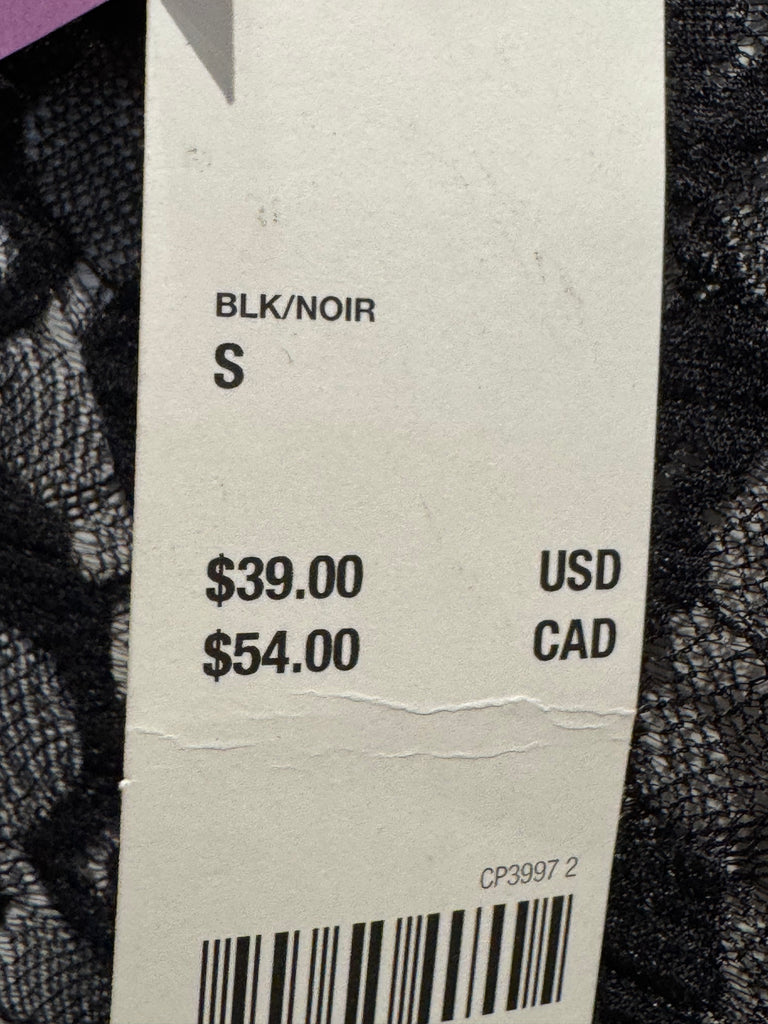 BLK/NOIR
S
$39.00 USD
$54.00 CAD
CP3997 2